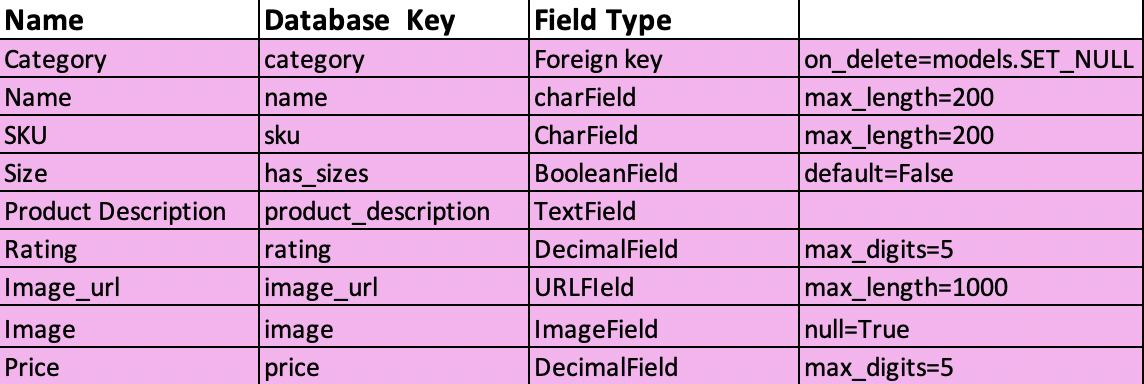 Name Database Key Field Type
Category category Foreign key on_delete=models.SET_NULL
Name name charField max_length=200
SKU sku CharField max_length=200
Size has_sizes BooleanField default=False
Product Description product_description TextField
Rating rating DecimalField max_digits=5
Image_url image_url URLFIeld max_length=1000
Image image ImageField null=True
Price price DecimalField max_digits=5